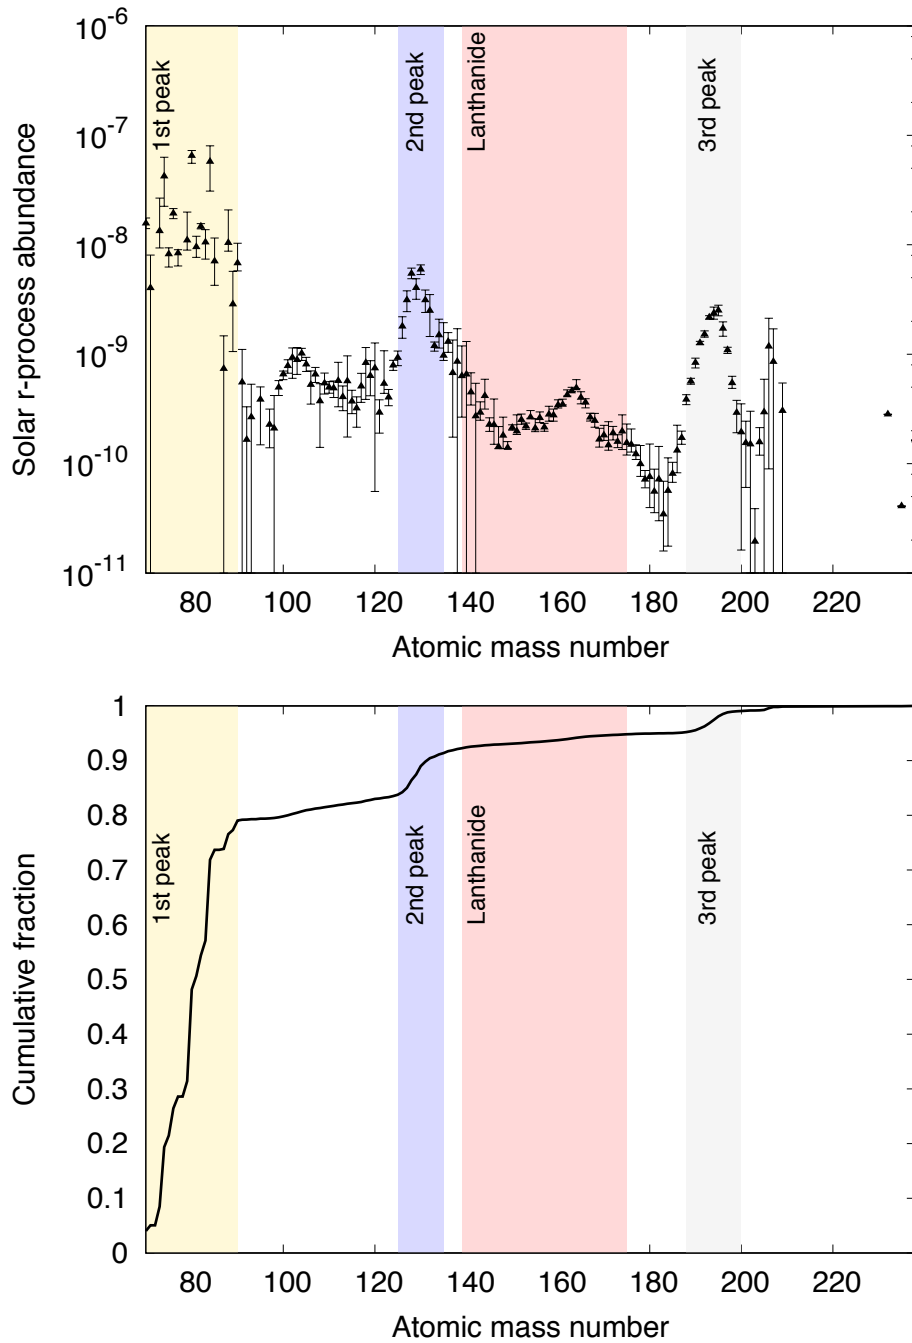 10^-6
10^-7
10^-8
10^-9
10^-10
10^-11
Solar r-process abundance
1st peak
2nd peak
Lanthanide
3rd peak
80 100 120 140 160 180 200 220
Atomic mass number
1
0.9
0.8
0.7
0.6
0.5
0.4
0.3
0.2
0.1
0
Cumulative fraction
1st peak
2nd peak
Lanthanide
3rd peak
80 100 120 140 160 180 200 220
Atomic mass number